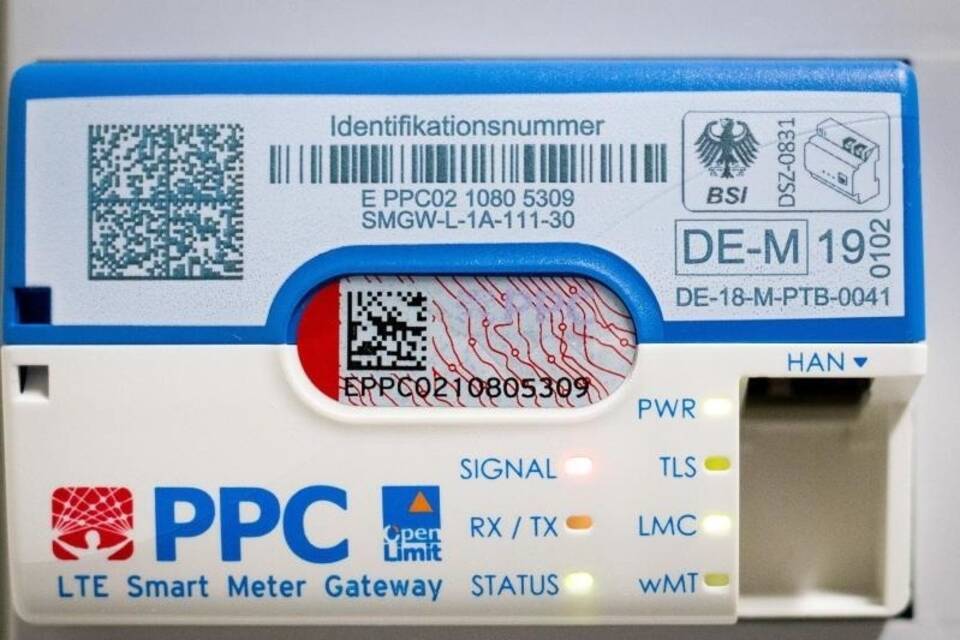 Identifikationsnummer
E PPC02 1080 5309
SMGW-L-1A-111-30
BSI
DSZ-0831
DE-M 19
0102
DE-18-M-PTB-0041
PPC
EPPC0210805309
HAN
PWR
SIGNAL
TLS
RX / TX
LMC
STATUS
wMT
PPC
Open
Limit
LTE Smart Meter Gateway